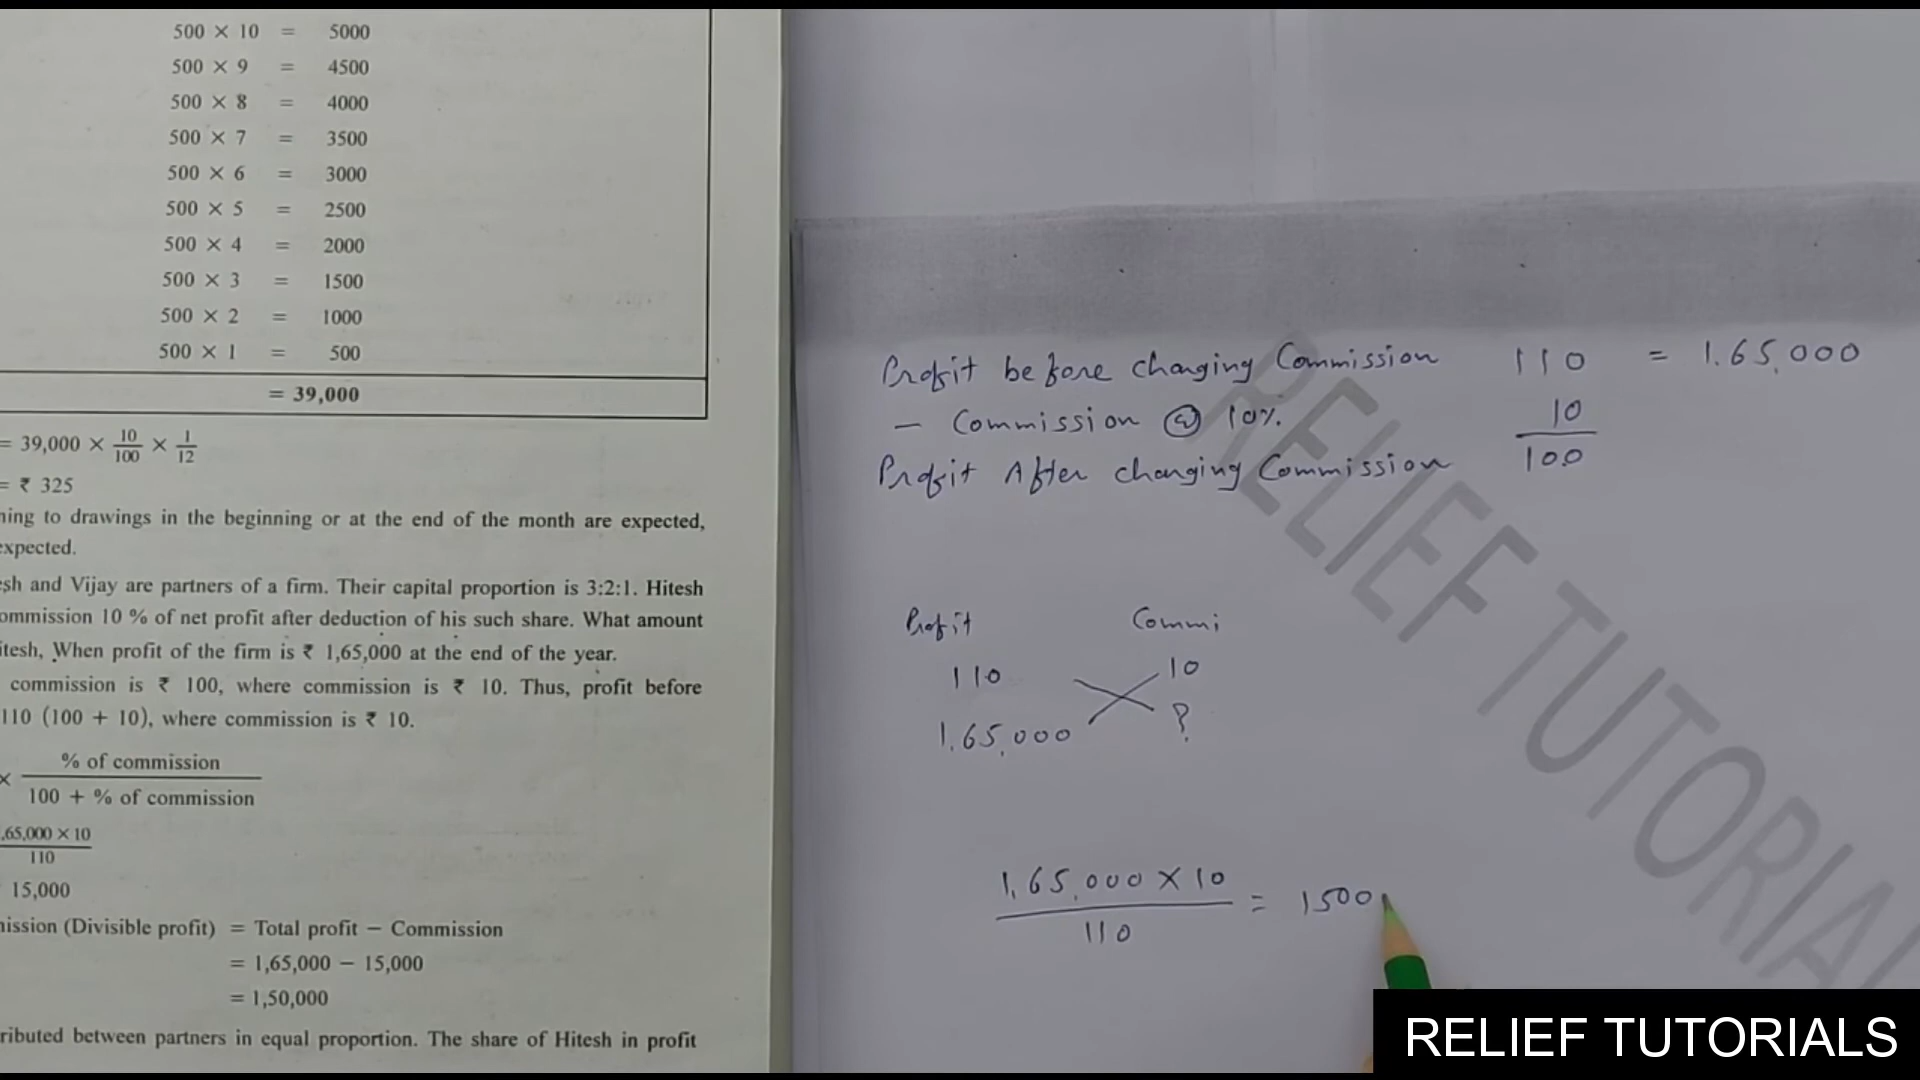 500 × 10 = 5000
500 × 9 = 4500
500 × 8 = 4000
500 × 7 = 3500
500 × 6 = 3000
500 × 5 = 2500
500 × 4 = 2000
500 × 3 = 1500
500 × 2 = 1000
500 × 1 = 500
= 39,000
= 39,000 × 10/100 × 1/12
= ₹ 325
ning to drawings in the beginning or at the end of the month are expected,
expected.
esh and Vijay are partners of a firm. Their capital proportion is 3:2:1. Hitesh
ommission 10 % of net profit after deduction of his such share. What amount
itesh, When profit of the firm is ₹ 1,65,000 at the end of the year.
commission is ₹ 100, where commission is ₹ 10. Thus, profit before
110 (100 + 10), where commission is ₹ 10.
× % of commission
100 + % of commission
,65,000 × 10
110
15,000
nission (Divisible profit) = Total profit − Commission
= 1,65,000 − 15,000
= 1,50,000
ributed between partners in equal proportion. The share of Hitesh in profit
Profit before changing Commission 110 = 1,65,000
— Commission @ 10% 10
Profit After changing Commission 100
Profit Commi
110 10
1,65,000 ?
1,65,000 × 10
110
= 1500
RELIEF TUTORIAL
RELIEF TUTORIALS